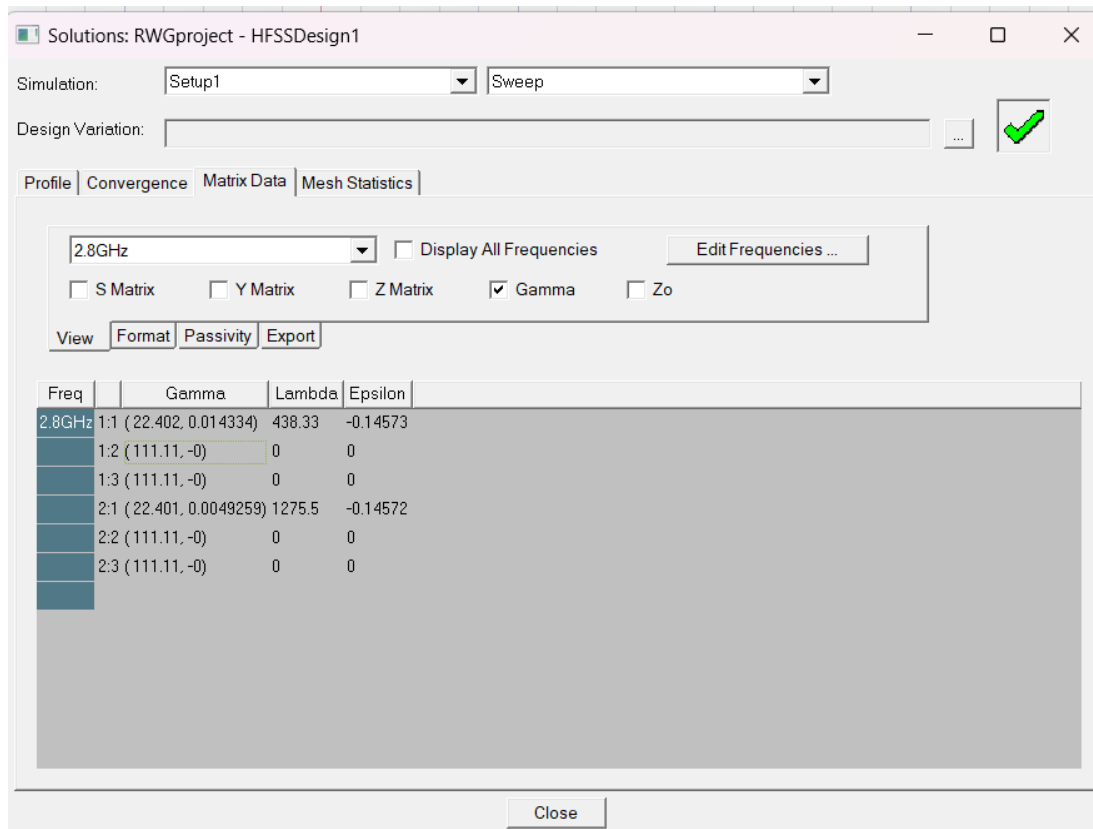 Solutions: RWGproject - HFSSDesign1
Simulation: Setup1 Sweep
Design Variation: ...
Profile Convergence Matrix Data Mesh Statistics
2.8GHz Display All Frequencies Edit Frequencies ...
S Matrix Y Matrix Z Matrix Gamma Zo
View Format Passivity Export
Freq Gamma Lambda Epsilon
2.8GHz 1:1 ( 22.402, 0.014334) 438.33 -0.14573
1:2 ( 111.11, -0) 0 0
1:3 ( 111.11, -0) 0 0
2:1 ( 22.401, 0.0049259) 1275.5 -0.14572
2:2 ( 111.11, -0) 0 0
2:3 ( 111.11, -0) 0 0
Close